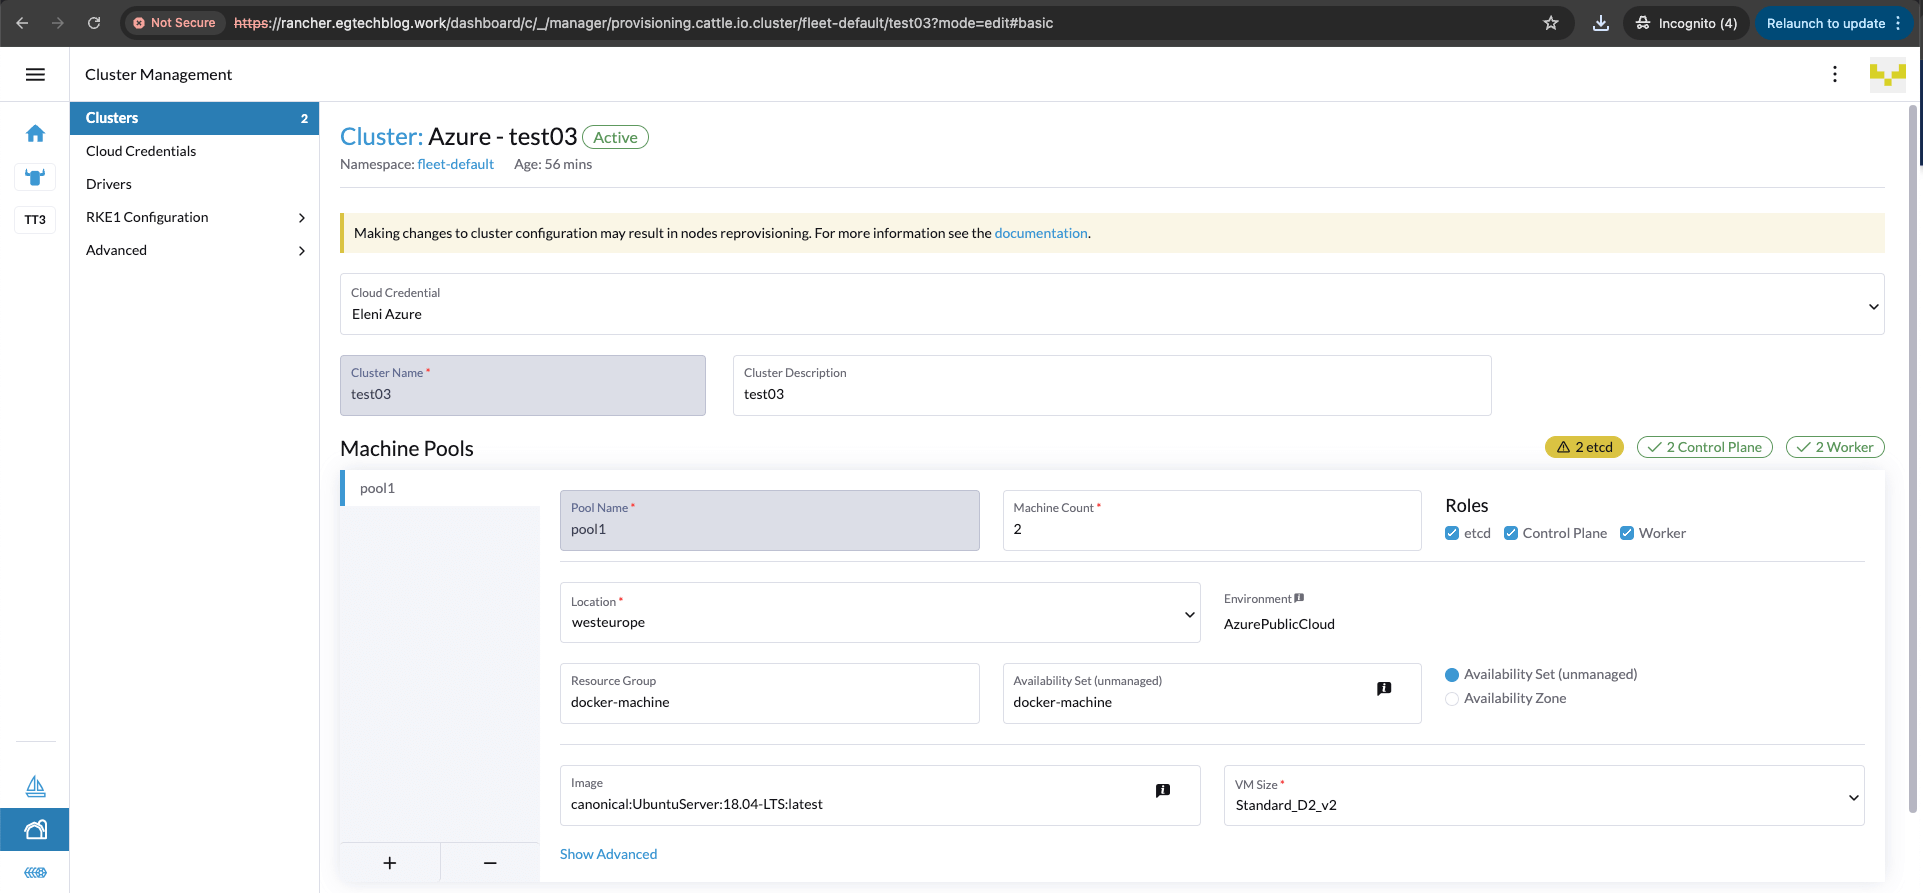 Not Secure
https://rancher.egtechblog.work/dashboard/c/_/manager/provisioning.cattle.io.cluster/fleet-default/test03?mode=edit#basic
Incognito (4)
Relaunch to update
Cluster Management
TT3
Clusters 2
Cloud Credentials
Drivers
RKE1 Configuration
Advanced
Cluster: Azure - test03 Active
Namespace: fleet-default Age: 56 mins
Making changes to cluster configuration may result in nodes reprovisioning. For more information see the documentation.
Cloud Credential
Eleni Azure
Cluster Name *
test03
Cluster Description
test03
Machine Pools
2 etcd
2 Control Plane
2 Worker
pool1
Pool Name *
pool1
Machine Count *
2
Roles
etcd Control Plane Worker
Location *
westeurope
Environment
AzurePublicCloud
Resource Group
docker-machine
Availability Set (unmanaged)
docker-machine
Availability Set (unmanaged)
Availability Zone
Image
canonical:UbuntuServer:18.04-LTS:latest
VM Size *
Standard_D2_v2
Show Advanced